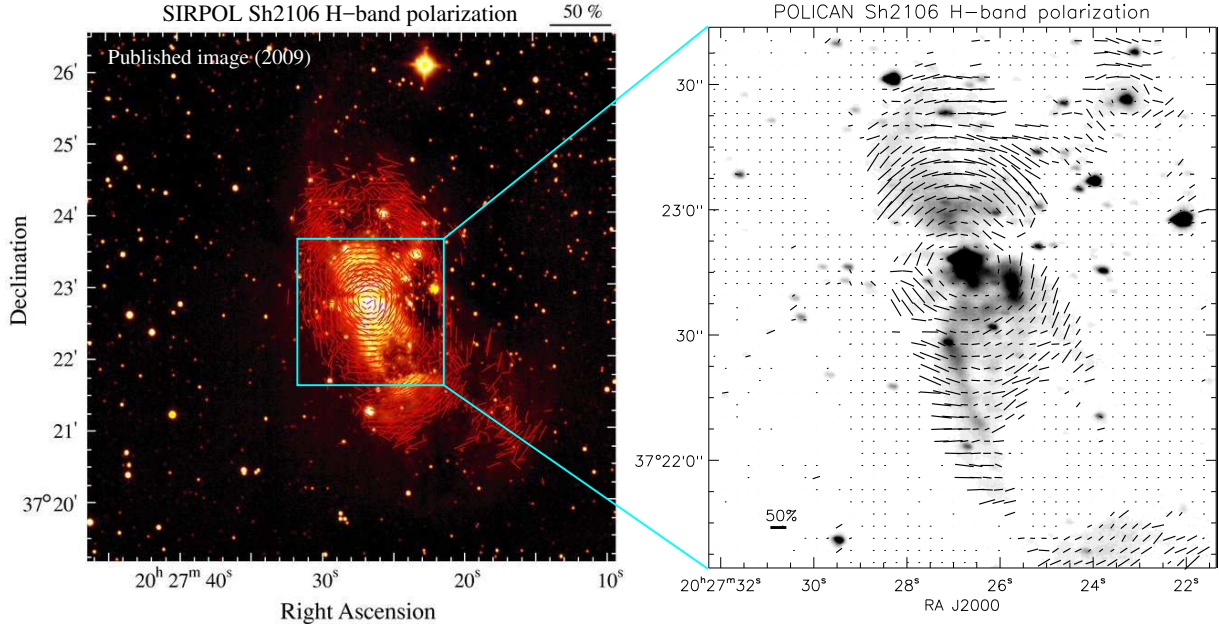 SIRPOL Sh2106 H−band polarization
50 %
Published image (2009)
26'
25'
24'
23'
22'
21'
37° 20'
Declination
20ʰ 27ᵐ 40ˢ
30ˢ
20ˢ
10ˢ
Right Ascension
POLICAN Sh2106 H−band polarization
30''
23'0''
30''
37°22'0''
50%
20ʰ27ᵐ32ˢ
30ˢ
28ˢ
26ˢ
24ˢ
22ˢ
RA J2000